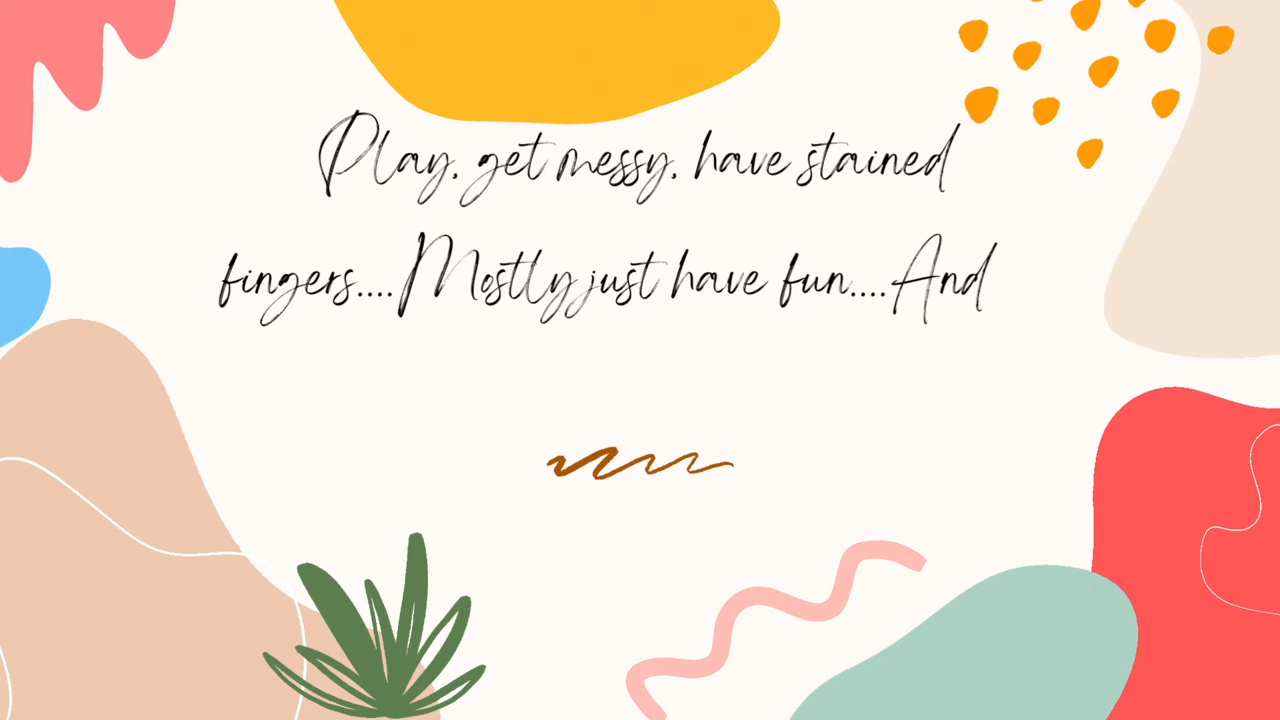 Play, get messy, have stained
fingers....Mostly just have fun....And